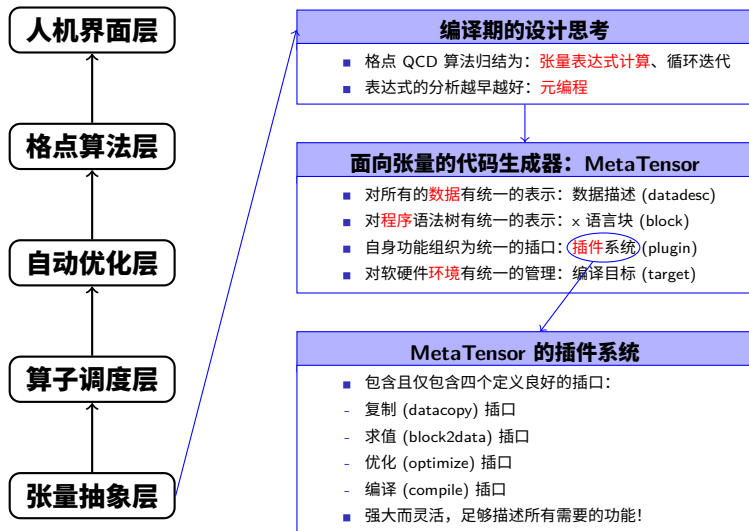 人机界面层
格点算法层
自动优化层
算子调度层
张量抽象层
编译期的设计思考
■ 格点 QCD 算法归结为：张量表达式计算、循环迭代
■ 表达式的分析越早越好：元编程
面向张量的代码生成器：MetaTensor
■ 对所有的数据有统一的表示：数据描述 (datadesc)
■ 对程序语法树有统一的表示：x 语言块 (block)
■ 自身功能组织为统一的插口：插件系统 (plugin)
■ 对软硬件环境有统一的管理：编译目标 (target)
MetaTensor 的插件系统
■ 包含且仅包含四个定义良好的插口：
- 复制 (datacopy) 插口
- 求值 (block2data) 插口
- 优化 (optimize) 插口
- 编译 (compile) 插口
■ 强大而灵活，足够描述所有需要的功能！